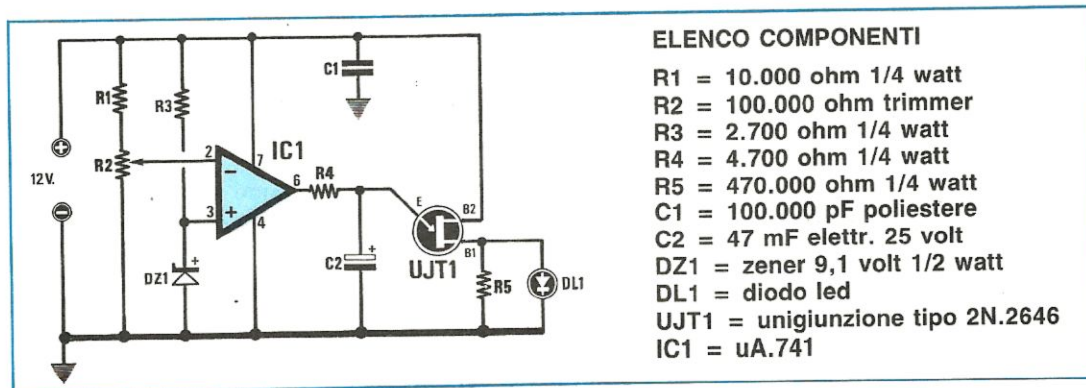 R1
R2
R3
12V.
DZ1
2
3
7
4
6
IC1
R4
C1
C2
E
B2
B1
UJT1
R5
DL1
ELENCO COMPONENTI
R1 = 10.000 ohm 1/4 watt
R2 = 100.000 ohm trimmer
R3 = 2.700 ohm 1/4 watt
R4 = 4.700 ohm 1/4 watt
R5 = 470.000 ohm 1/4 watt
C1 = 100.000 pF poliestere
C2 = 47 mF elettr. 25 volt
DZ1 = zener 9,1 volt 1/2 watt
DL1 = diodo led
UJT1 = unigiunzione tipo 2N.2646
IC1 = uA.741